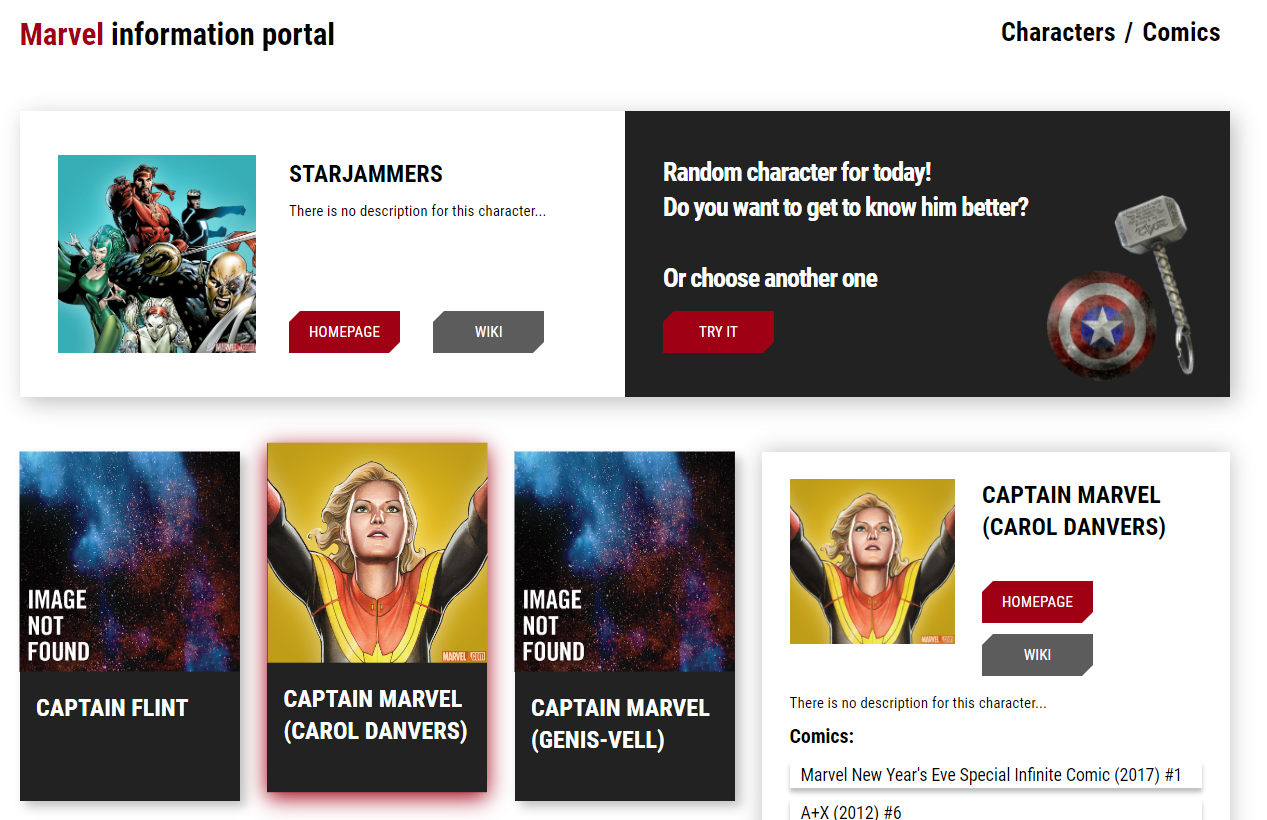 Marvel information portal
Characters / Comics
STARJAMMERS
There is no description for this character...
HOMEPAGE
WIKI
Random character for today!
Do you want to get to know him better?
Or choose another one
TRY IT
IMAGE
NOT
FOUND
CAPTAIN FLINT
MARVEL.COM
CAPTAIN MARVEL
(CAROL DANVERS)
IMAGE
NOT
FOUND
CAPTAIN MARVEL
(GENIS-VELL)
CAPTAIN MARVEL
(CAROL DANVERS)
HOMEPAGE
WIKI
There is no description for this character...
Comics:
Marvel New Year's Eve Special Infinite Comic (2017) #1
A+X (2012) #6